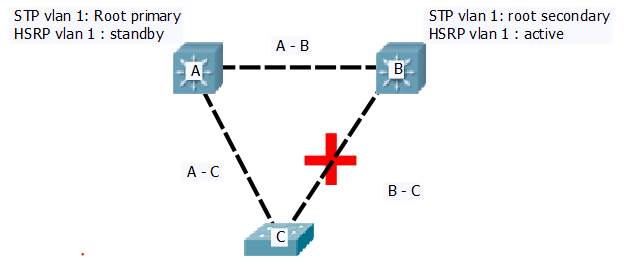 STP vlan 1: Root primary
HSRP vlan 1 : standby
STP vlan 1: root secondary
HSRP vlan 1 : active
A - B
A
B
A - C
B - C
C